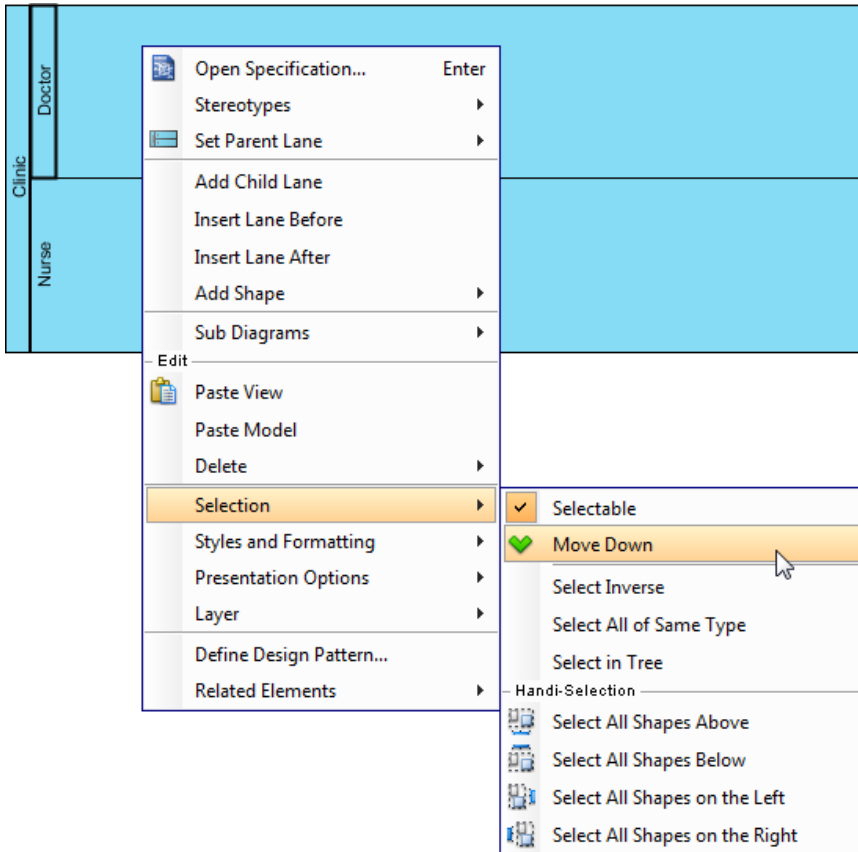 Clinic
Doctor
Nurse
Open Specification... Enter
Stereotypes
Set Parent Lane
Add Child Lane
Insert Lane Before
Insert Lane After
Add Shape
Sub Diagrams
Edit
Paste View
Paste Model
Delete
Selection
Styles and Formatting
Presentation Options
Layer
Define Design Pattern...
Related Elements
Selectable
Move Down
Select Inverse
Select All of Same Type
Select in Tree
Handi-Selection
Select All Shapes Above
Select All Shapes Below
Select All Shapes on the Left
Select All Shapes on the Right